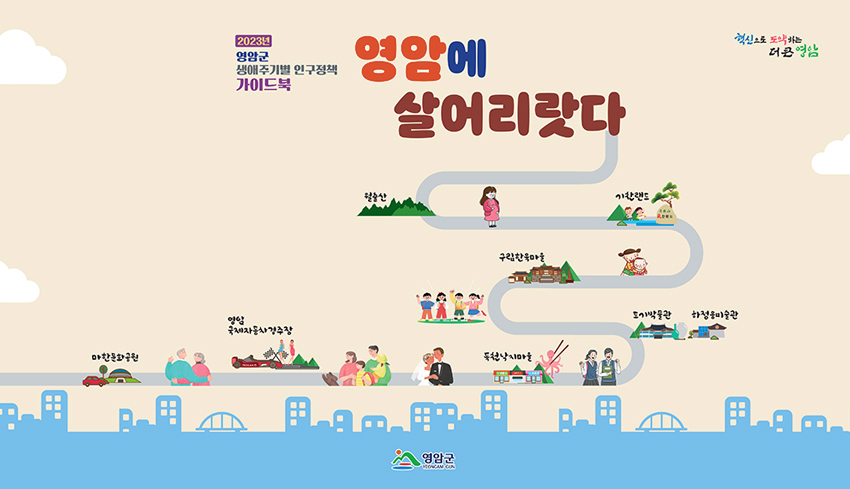 2023년
영암군
생애주기별 인구정책
가이드북
영암에
살어리랏다
혁신으로 도약하는
더 큰 영암
월출산
기찬랜드
구림한옥마을
도기박물관
하정웅미술관
영암
국제자동차경주장
마한문화공원
독천낙지마을
영암군
YEONGAM-GUN